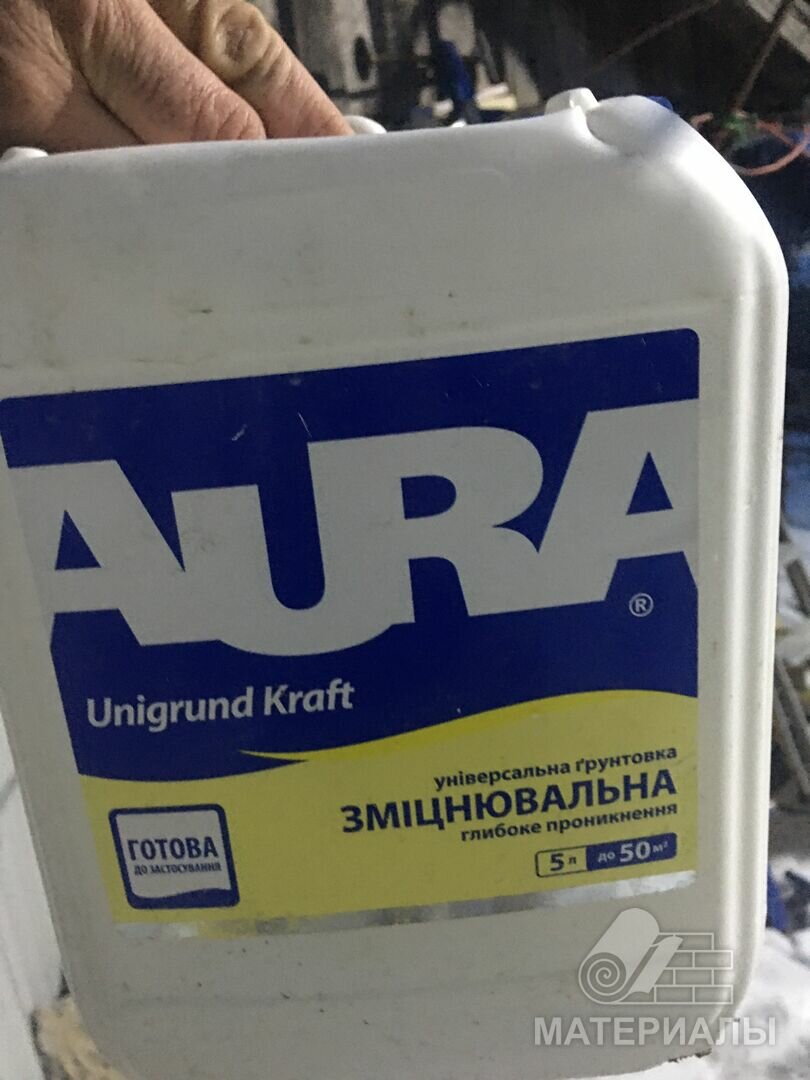 AURA
®
Unigrund Kraft
універсальна ґрунтовка
ЗМІЦНЮВАЛЬНА
глибоке проникнення
ГОТОВА
ДО ЗАСТОСУВАННЯ
5 л до 50 м²
МАТЕРИАЛЫ